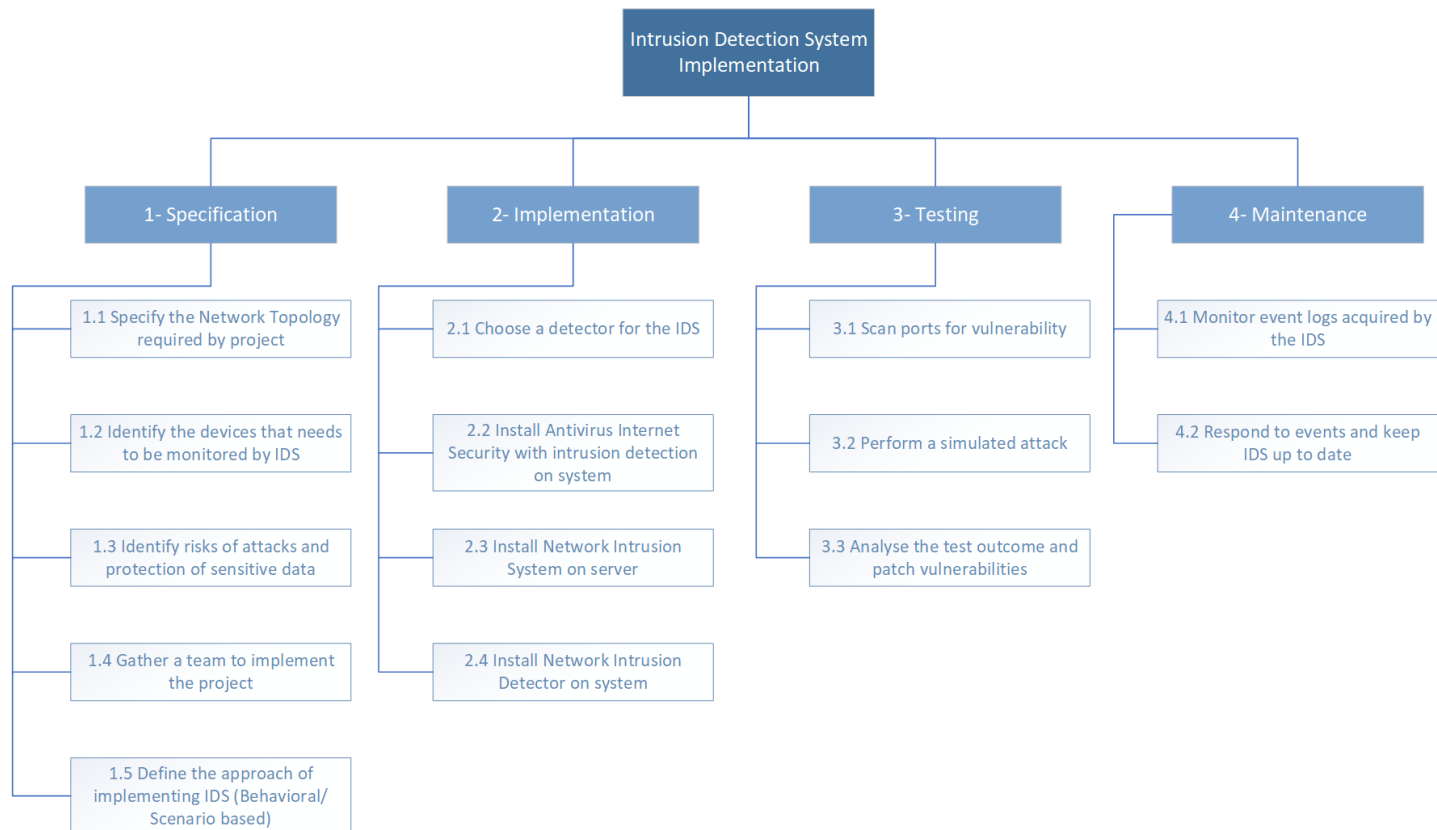 Intrusion Detection System
Implementation
1- Specification
2- Implementation
3- Testing
4- Maintenance
1.1 Specify the Network Topology
required by project
1.2 Identify the devices that needs
to be monitored by IDS
1.3 Identify risks of attacks and
protection of sensitive data
1.4 Gather a team to implement
the project
1.5 Define the approach of
implementing IDS (Behavioral/
Scenario based)
2.1 Choose a detector for the IDS
2.2 Install Antivirus Internet
Security with intrusion detection
on system
2.3 Install Network Intrusion
System on server
2.4 Install Network Intrusion
Detector on system
3.1 Scan ports for vulnerability
3.2 Perform a simulated attack
3.3 Analyse the test outcome and
patch vulnerabilities
4.1 Monitor event logs acquired by
the IDS
4.2 Respond to events and keep
IDS up to date